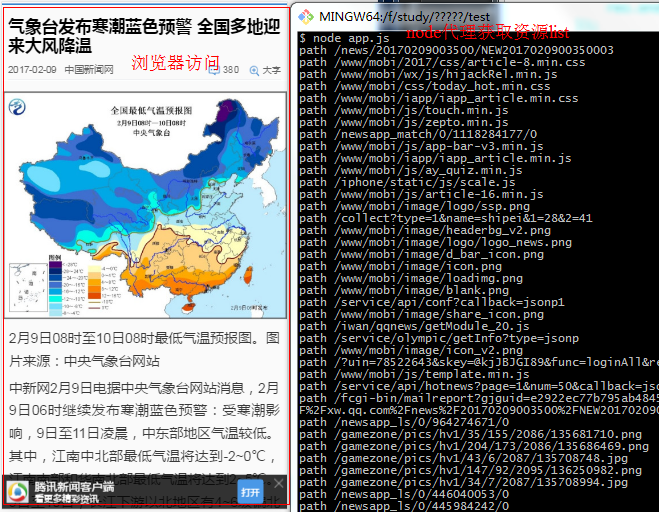 气象台发布寒潮蓝色预警 全国多地迎
来大风降温
2017-02-09 中国新闻网 380 大字
浏览器访问
全国最低气温预报图
2月9日08时—10日08时
中央气象台
图例
2月9日06时发布
2月9日08时至10日08时最低气温预报图。图
片来源：中央气象台网站
中新网2月9日电据中央气象台网站消息，2月
9日06时继续发布寒潮蓝色预警：受寒潮影
响，9日至11日凌晨，中东部地区气温较低。
其中，江南中北部最低气温将达到-2~0℃，
腾讯新闻客户端
看更多精彩资讯
打开
MINGW64:/f/study/?????/test
node代理获取资源list
$ node app.js
path /news/20170209003500/NEW2017020900350003
path /www/mobi/2017/css/article-8.min.css
path /www/mobi/wx/js/hijackRel.min.js
path /www/mobi/css/today_hot.min.css
path /www/mobi/iapp/iapp_article.min.css
path /www/mobi/js/touch.min.js
path /www/mobi/js/zepto.min.js
path /newsapp_match/0/1118284177/0
path /www/mobi/js/app-bar-v3.min.js
path /www/mobi/iapp/iapp_article.min.js
path /www/mobi/js/ay_quiz.min.js
path /iphone/static/js/scale.js
path /www/mobi/js/article-16.min.js
path /www/mobi/image/logo/ssp.png
path /collect?type=1&name=shipei&1=28&2=41
path /www/mobi/image/headerbg_v2.png
path /www/mobi/image/logo/logo_news.png
path /www/mobi/image/d_bar_icon.png
path /www/mobi/image/icon.png
path /www/mobi/image/loadimg.png
path /www/mobi/image/blank.png
path /service/api/conf?callback=jsonp1
path /www/mobi/image/share_icon.png
path /iwan/qqnews/getModule_20.js
path /service/olympic/getInfo?type=jsonp
path /www/mobi/image/icon_v2.png
path /?uin=78522643&skey=@kjJBJGI89&func=loginAll&re
path /www/mobi/js/template.min.js
path /service/api/hotnews?page=1&num=50&callback=jso
path /fcgi-bin/mailreport?gjguid=e2922ec77b795ab4845
F%2Fxw.qq.com%2Fnews%2F20170209003500%2FNEW201702090
path /newsapp_ls/0/964274671/0
path /gamezone/pics/hv1/35/155/2086/135681710.png
path /gamezone/pics/hv1/204/173/2086/135686469.png
path /gamezone/pics/hv1/43/6/2087/135708748.jpg
path /gamezone/pics/hv1/147/92/2095/136250982.png
path /gamezone/pics/hv1/34/7/2087/135708994.jpg
path /newsapp_ls/0/446040053/0
path /newsapp_ls/0/445984242/0